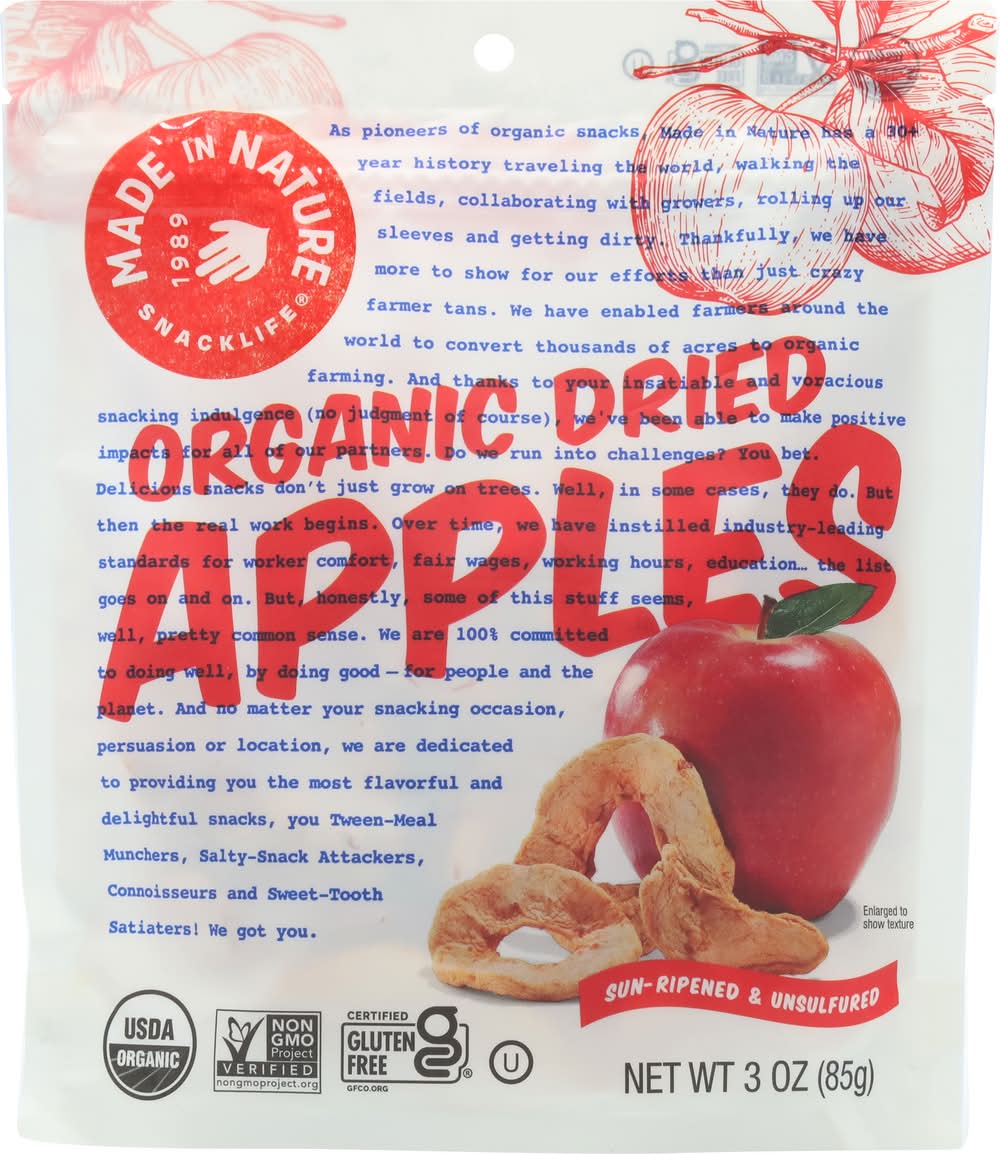 MADE IN NATURE
1989
SNACKLIFE®
As pioneers of organic snacks, Made in Nature has a 30+
year history traveling the world, walking the
fields, collaborating with growers, rolling up our
sleeves and getting dirty. Thankfully, we have
more to show for our efforts than just crazy
farmer tans. We have enabled farmers around the
world to convert thousands of acres to organic
farming. And thanks to your insatiable and voracious
snacking indulgence (no judgment of course), we've been able to make positive
impacts for all of our partners. Do we run into challenges? You bet.
Delicious snacks don't just grow on trees. Well, in some cases, they do. But
then the real work begins. Over time, we have instilled industry-leading
standards for worker comfort, fair wages, working hours, education… the list
goes on and on. But, honestly, some of this stuff seems,
well, pretty common sense. We are 100% committed
to doing well, by doing good — for people and the
planet. And no matter your snacking occasion,
persuasion or location, we are dedicated
to providing you the most flavorful and
delightful snacks, you Tween-Meal
Munchers, Salty-Snack Attackers,
Connoisseurs and Sweet-Tooth
Satiaters! We got you.
ORGANIC DRIED
APPLES
Enlarged to
show texture
SUN-RIPENED & UNSULFURED
USDA
ORGANIC
NON
GMO
Project
VERIFIED
nongmoproject.org
CERTIFIED
GLUTEN
FREE
GFCO.ORG
®
U
NET WT 3 OZ (85g)